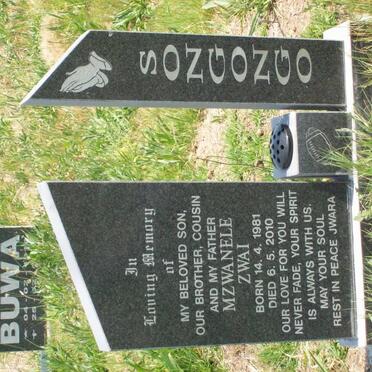 SONGONGO
In
Loving Memory
of
MY BELOVED SON,
OUR BROTHER, COUSIN
AND MY FATHER
MZWANELE
ZWAI
BORN 14. 4. 1981
DIED 6. 5. 2010
OUR LOVE FOR YOU WILL
NEVER FADE, YOUR SPIRIT
IS ALWAYS WITH US.
MAY YOUR SOUL
REST IN PEACE JWARA
BUWA